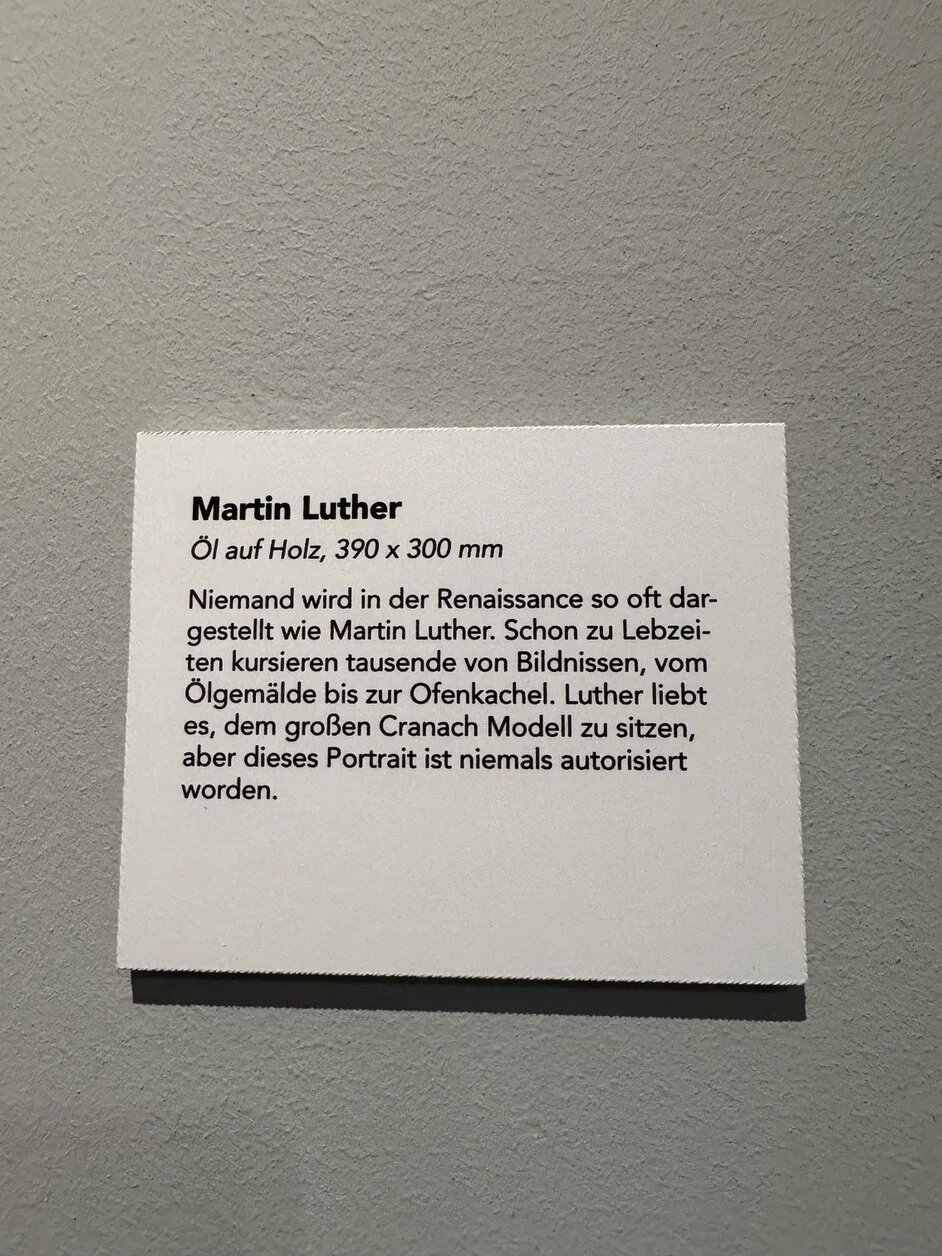 Martin Luther
Öl auf Holz, 390 x 300 mm
Niemand wird in der Renaissance so oft dar-
gestellt wie Martin Luther. Schon zu Lebzei-
ten kursieren tausende von Bildnissen, vom
Ölgemälde bis zur Ofenkachel. Luther liebt
es, dem großen Cranach Modell zu sitzen,
aber dieses Portrait ist niemals autorisiert
worden.